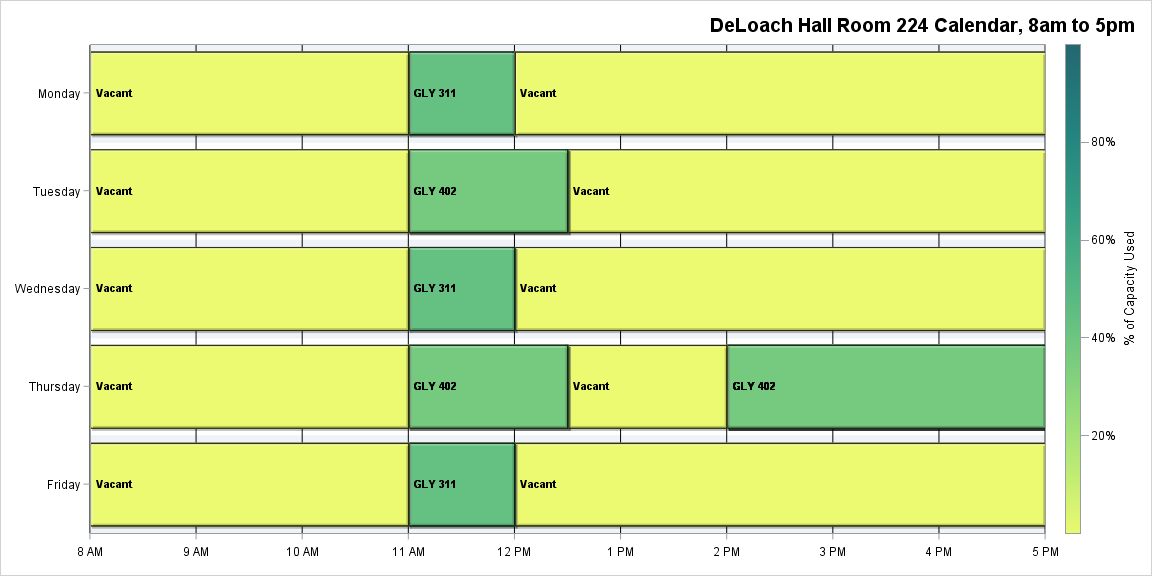 DeLoach Hall Room 224 Calendar, 8am to 5pm
Monday
Vacant
GLY 311
Vacant
Tuesday
Vacant
GLY 402
Vacant
Wednesday
Vacant
GLY 311
Vacant
Thursday
Vacant
GLY 402
Vacant
GLY 402
Friday
Vacant
GLY 311
Vacant
8 AM
9 AM
10 AM
11 AM
12 PM
1 PM
2 PM
3 PM
4 PM
5 PM
80%
60%
40%
20%
% of Capacity Used